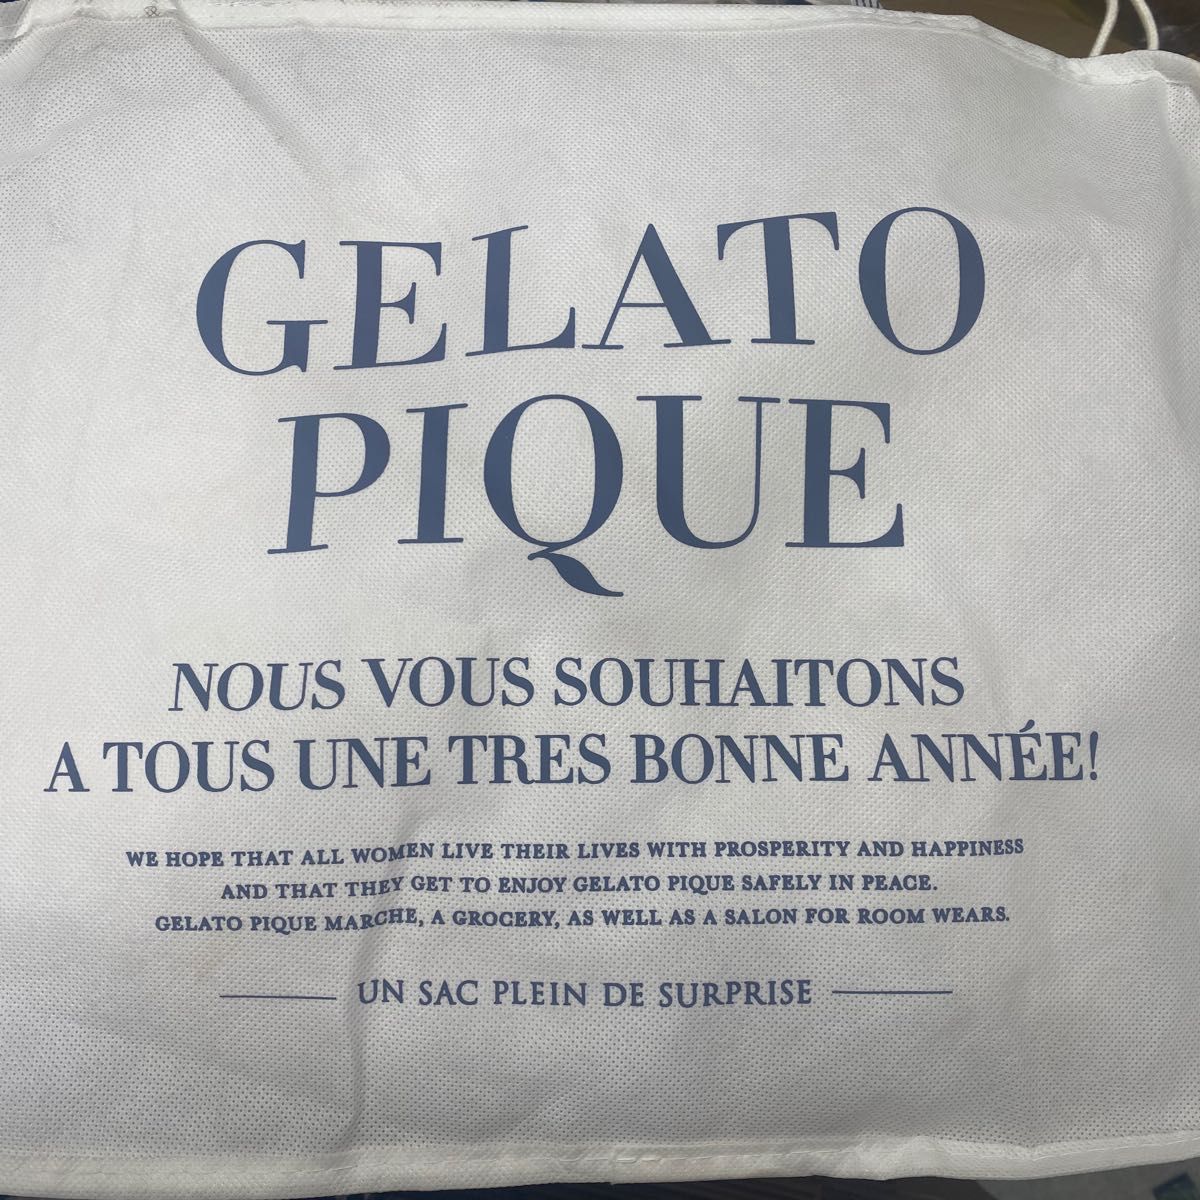 GELATO
PIQUE
NOUS VOUS SOUHAITONS
A TOUS UNE TRES BONNE ANNÉE!
WE HOPE THAT ALL WOMEN LIVE THEIR LIVES WITH PROSPERITY AND HAPPINESS
AND THAT THEY GET TO ENJOY GELATO PIQUE SAFELY IN PEACE.
GELATO PIQUE MARCHE, A GROCERY, AS WELL AS A SALON FOR ROOM WEARS.
UN SAC PLEIN DE SURPRISE